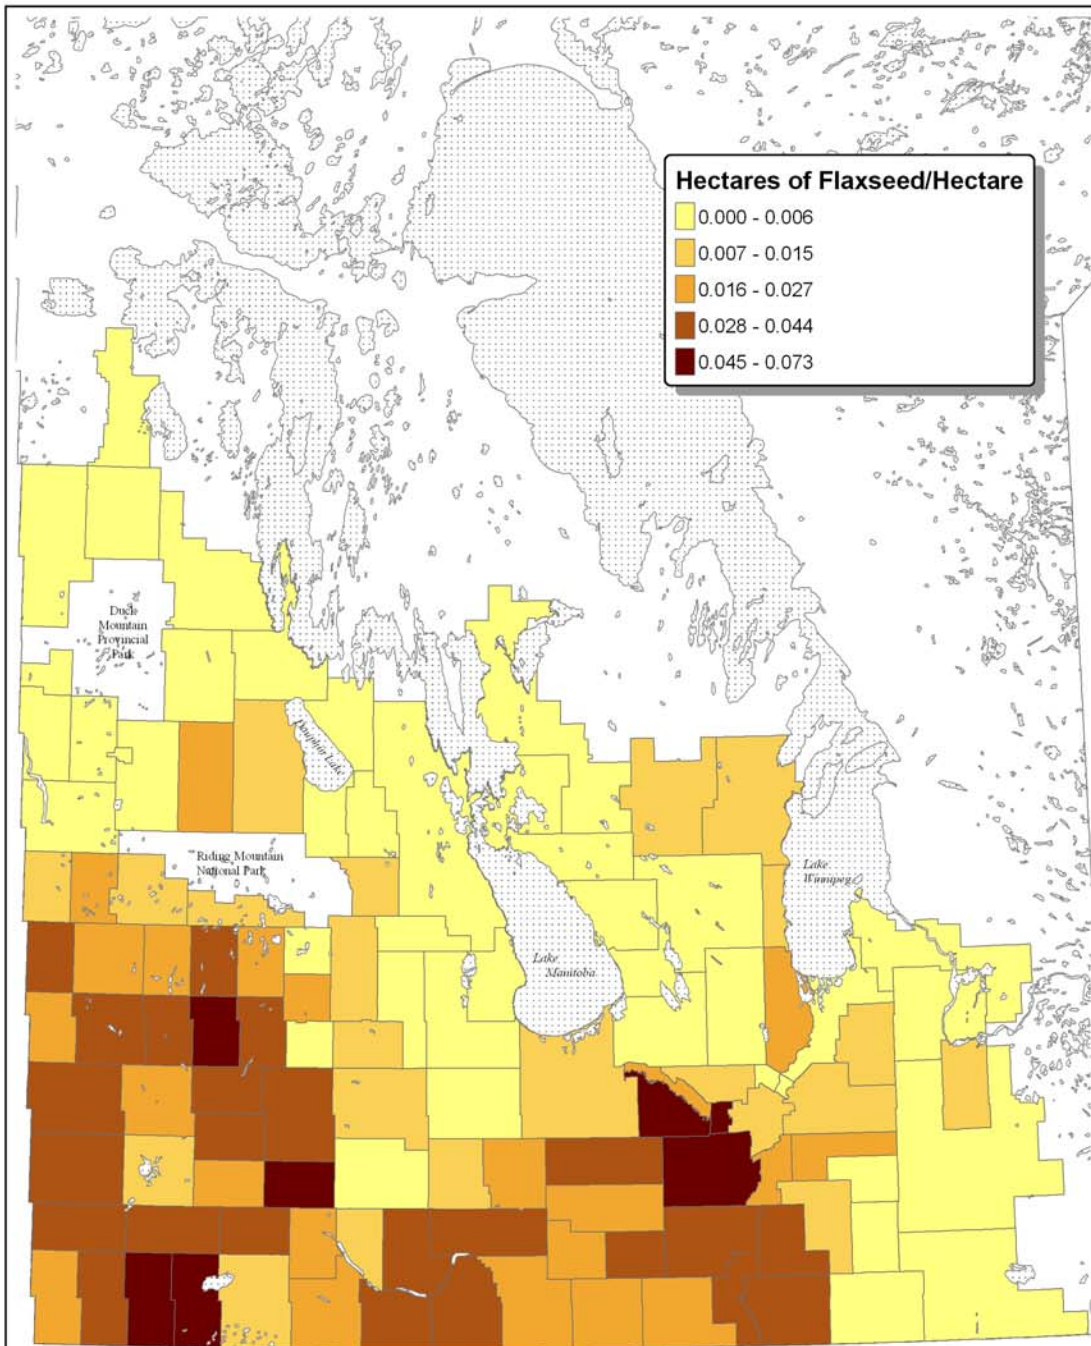 Hectares of Flaxseed/Hectare
0.000 - 0.006
0.007 - 0.015
0.016 - 0.027
0.028 - 0.044
0.045 - 0.073
Duck
Mountain
Provincial
Park
Dauphin Lake
Riding Mountain
National Park
Lake
Winnipeg
Lake
Manitoba